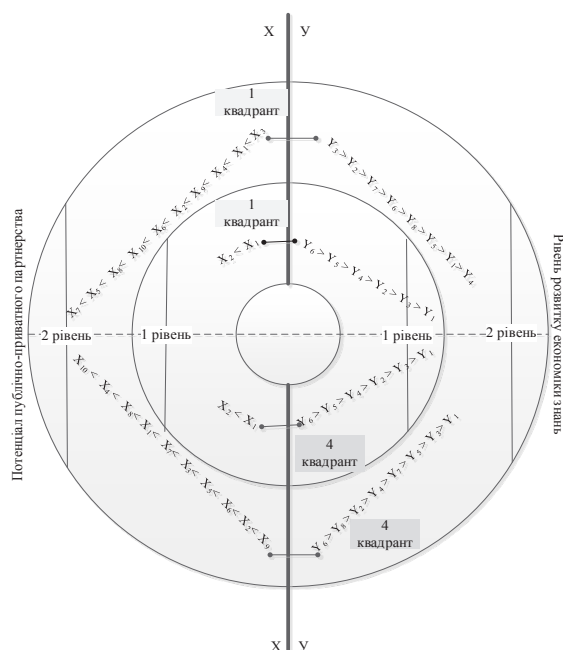 X У
1
квадрант
X₇< X₅< X₈< X₁₀< X₆< X₂< X₉< X₄< X₁< X₃
Y₃> Y₂> Y₇> Y₆> Y₈> Y₅> Y₁> Y₄
1
квадрант
X₂< X₁
Y₆> Y₅> Y₄> Y₂> Y₃> Y₁
Потенціал публічно-приватного партнерства
2 рівень
1 рівень
1 рівень
2 рівень
Рівень розвитку економіки знань
X₂< X₁
Y₆> Y₅> Y₄> Y₂> Y₃> Y₁
4
квадрант
X₁₀< X₄< X₈< X₁< X₇< X₃< X₅< X₆< X₂< X₉
Y₆> Y₈> Y₂> Y₄> Y₇> Y₅> Y₃> Y₁
4
квадрант
X У